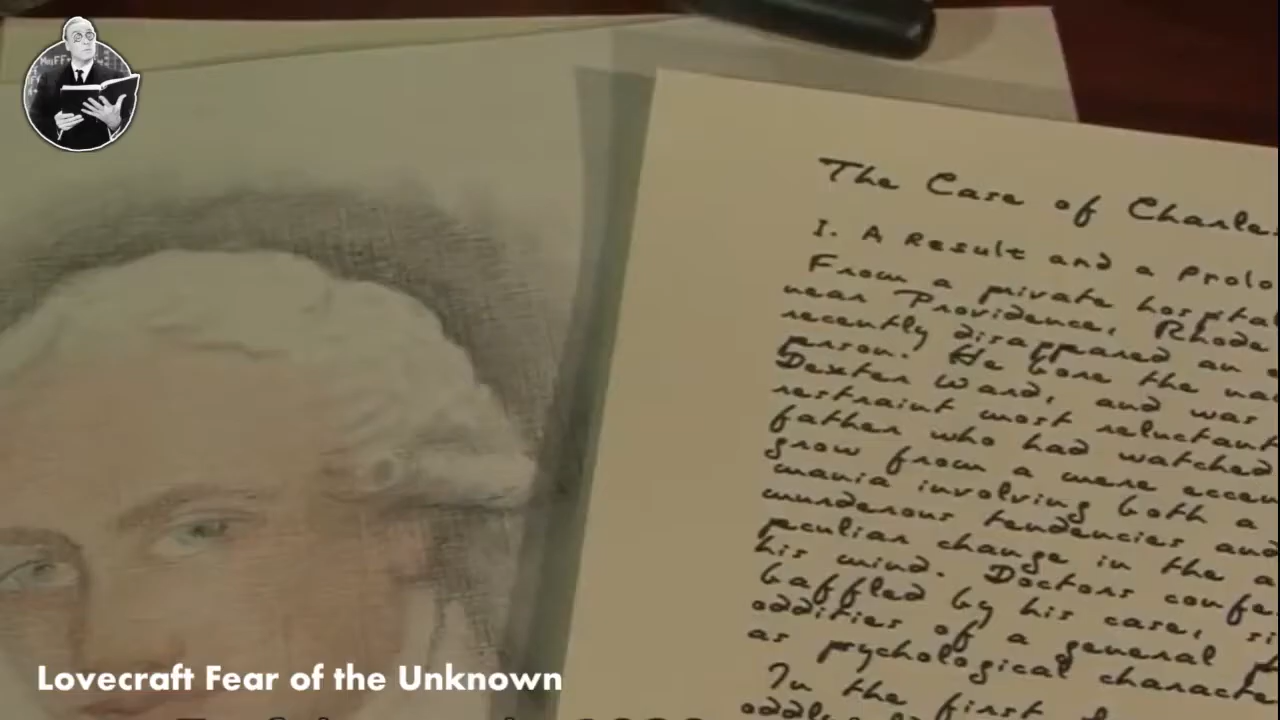 The Case of Charles
I. A Result and a Prolo
From a private hospital
near Providence, Rhode
recently disappeared an
person. He bore the na
Dexter Ward, and was
restraint most reluctant
father who had watched
grow from a mere eccen
mania involving both a
murderous tendencies and
peculiar change in the a
his mind. Doctors confe
baffled by his case, si
oddities of a general
as psychological characte
In the first
Lovecraft Fear of the Unknown